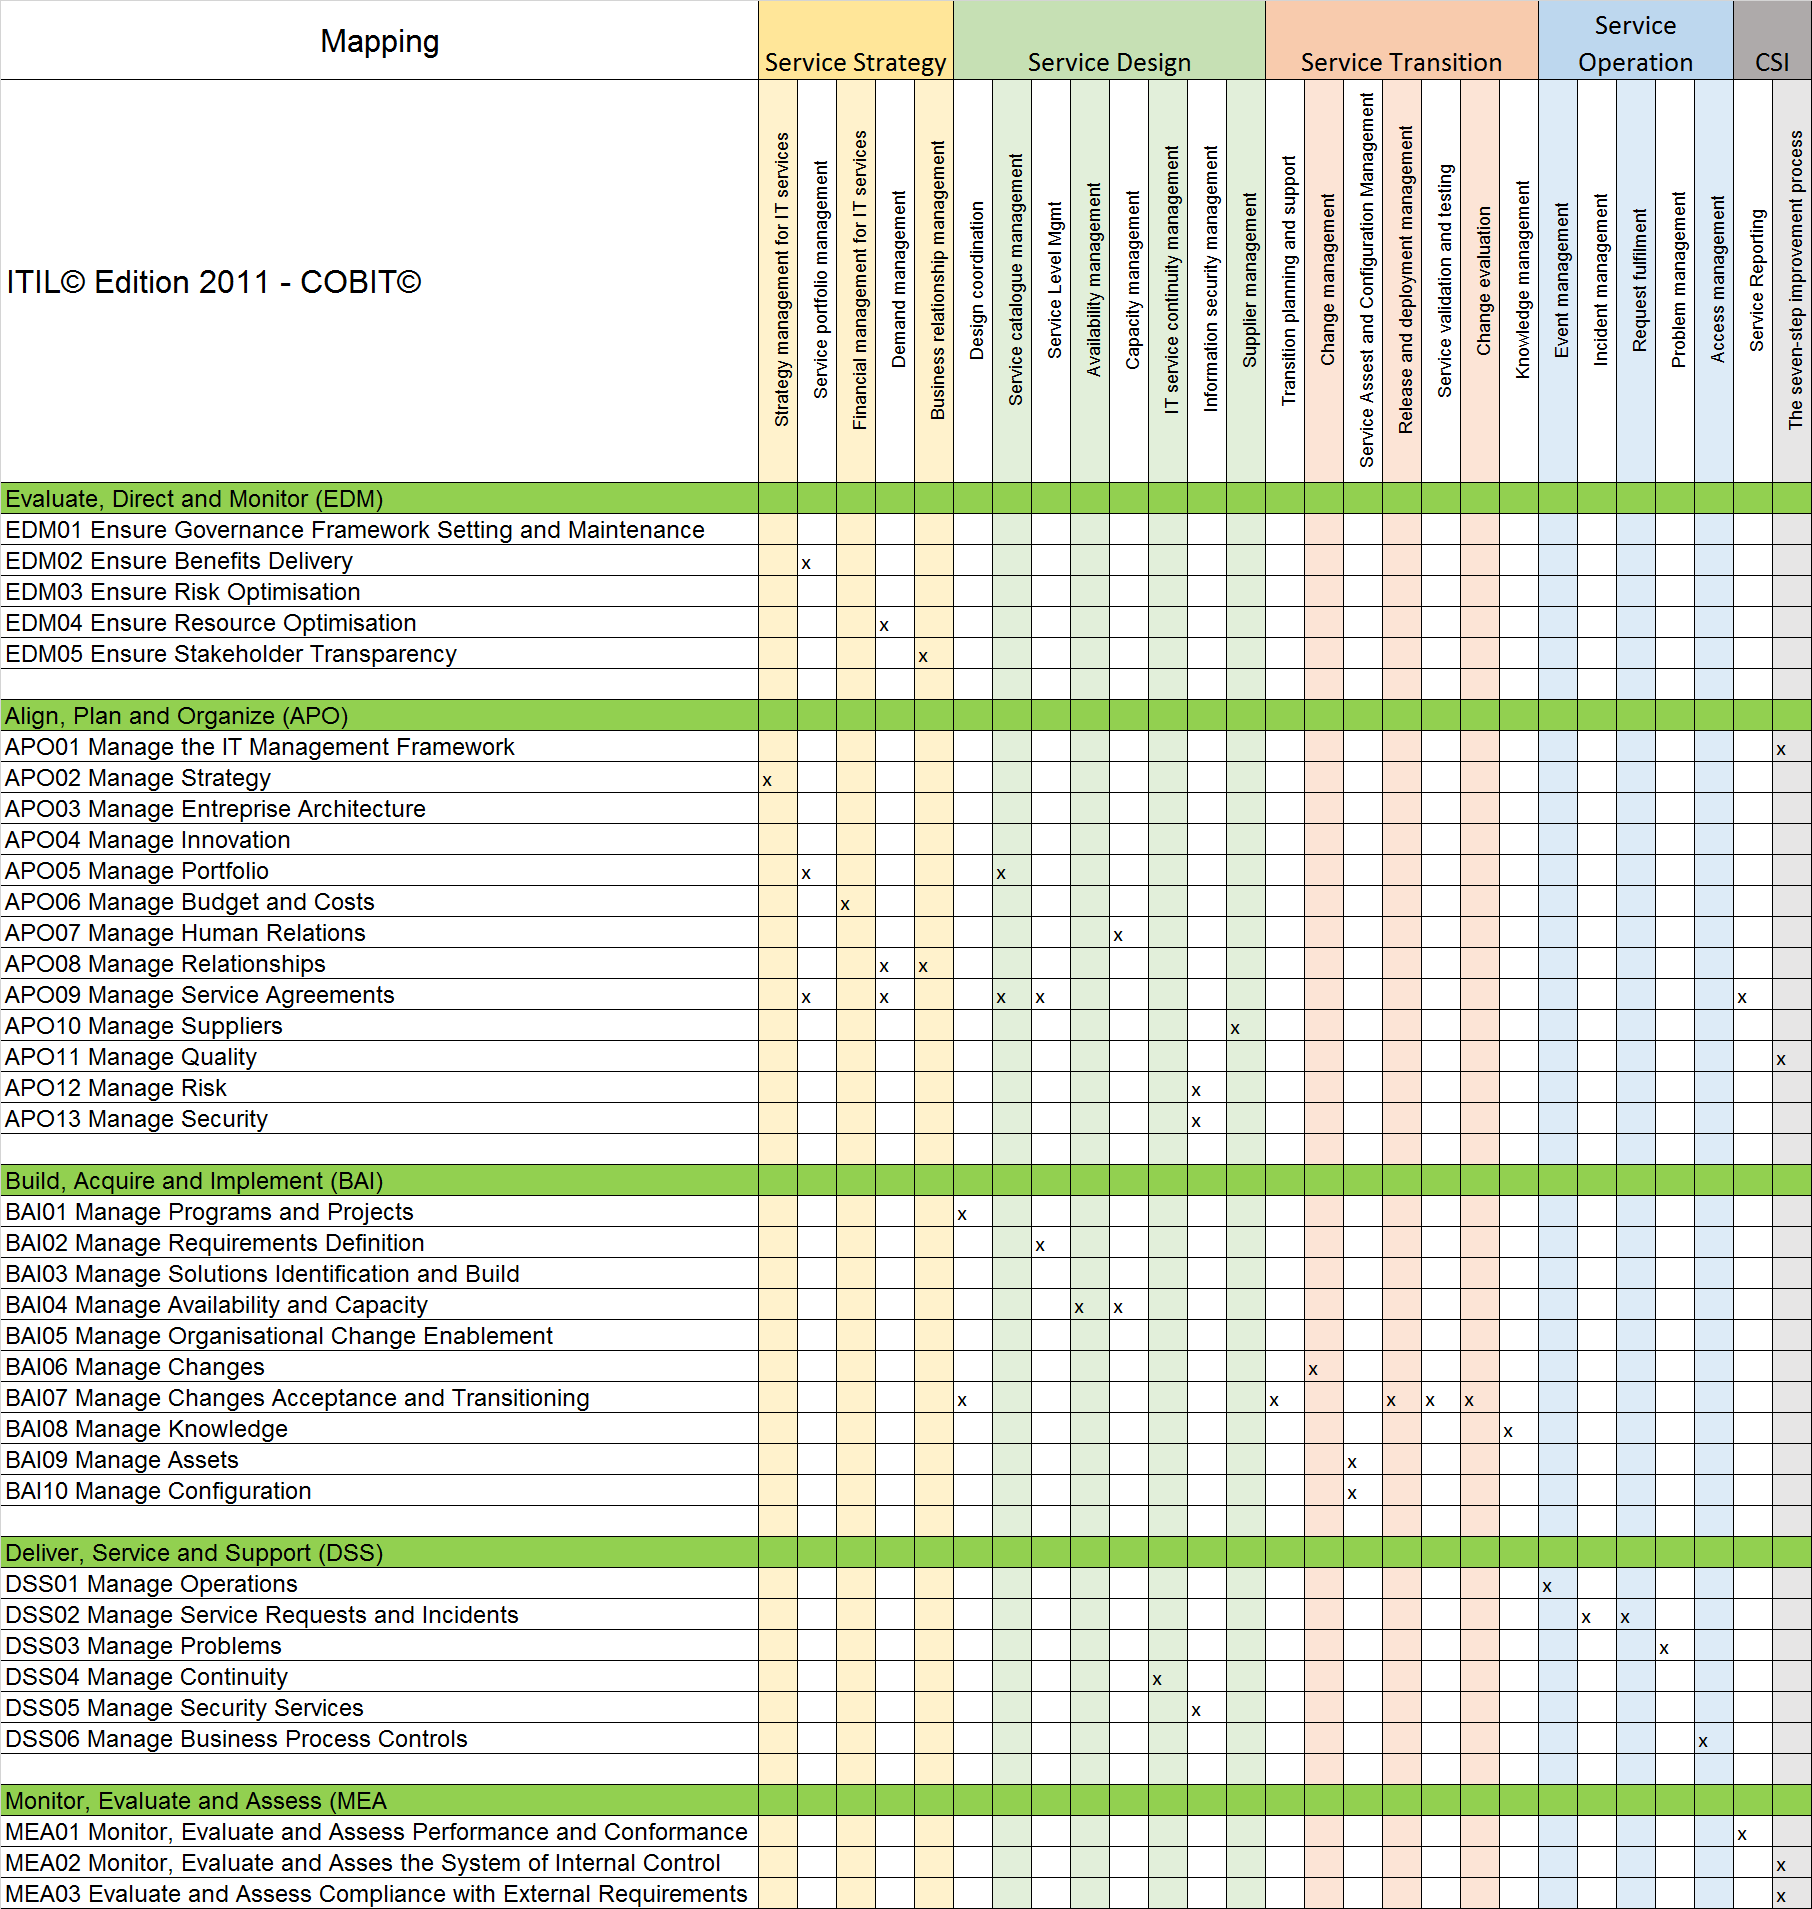 Mapping
Service Strategy
Service Design
Service Transition
Service
Operation
CSI
ITIL© Edition 2011 - COBIT©
Strategy management for IT services
Service portfolio management
Financial management for IT services
Demand management
Business relationship management
Design coordination
Service catalogue management
Service Level Mgmt
Availability management
Capacity management
IT service continuity management
Information security management
Supplier management
Transition planning and support
Change management
Service Assest and Configuration Management
Release and deployment management
Service validation and testing
Change evaluation
Knowledge management
Event management
Incident management
Request fulfilment
Problem management
Access management
Service Reporting
The seven-step improvement process
Evaluate, Direct and Monitor (EDM)
EDM01 Ensure Governance Framework Setting and Maintenance
EDM02 Ensure Benefits Delivery x
EDM03 Ensure Risk Optimisation
EDM04 Ensure Resource Optimisation x
EDM05 Ensure Stakeholder Transparency x
Align, Plan and Organize (APO)
APO01 Manage the IT Management Framework x
APO02 Manage Strategy x
APO03 Manage Entreprise Architecture
APO04 Manage Innovation
APO05 Manage Portfolio x x
APO06 Manage Budget and Costs x
APO07 Manage Human Relations x
APO08 Manage Relationships x x
APO09 Manage Service Agreements x x x x x
APO10 Manage Suppliers x
APO11 Manage Quality x
APO12 Manage Risk x
APO13 Manage Security x
Build, Acquire and Implement (BAI)
BAI01 Manage Programs and Projects x
BAI02 Manage Requirements Definition x
BAI03 Manage Solutions Identification and Build
BAI04 Manage Availability and Capacity x x
BAI05 Manage Organisational Change Enablement
BAI06 Manage Changes x
BAI07 Manage Changes Acceptance and Transitioning x x x x x
BAI08 Manage Knowledge x
BAI09 Manage Assets x
BAI10 Manage Configuration x
Deliver, Service and Support (DSS)
DSS01 Manage Operations x
DSS02 Manage Service Requests and Incidents x x
DSS03 Manage Problems x
DSS04 Manage Continuity x
DSS05 Manage Security Services x
DSS06 Manage Business Process Controls x
Monitor, Evaluate and Assess (MEA
MEA01 Monitor, Evaluate and Assess Performance and Conformance x
MEA02 Monitor, Evaluate and Asses the System of Internal Control x
MEA03 Evaluate and Assess Compliance with External Requirements x